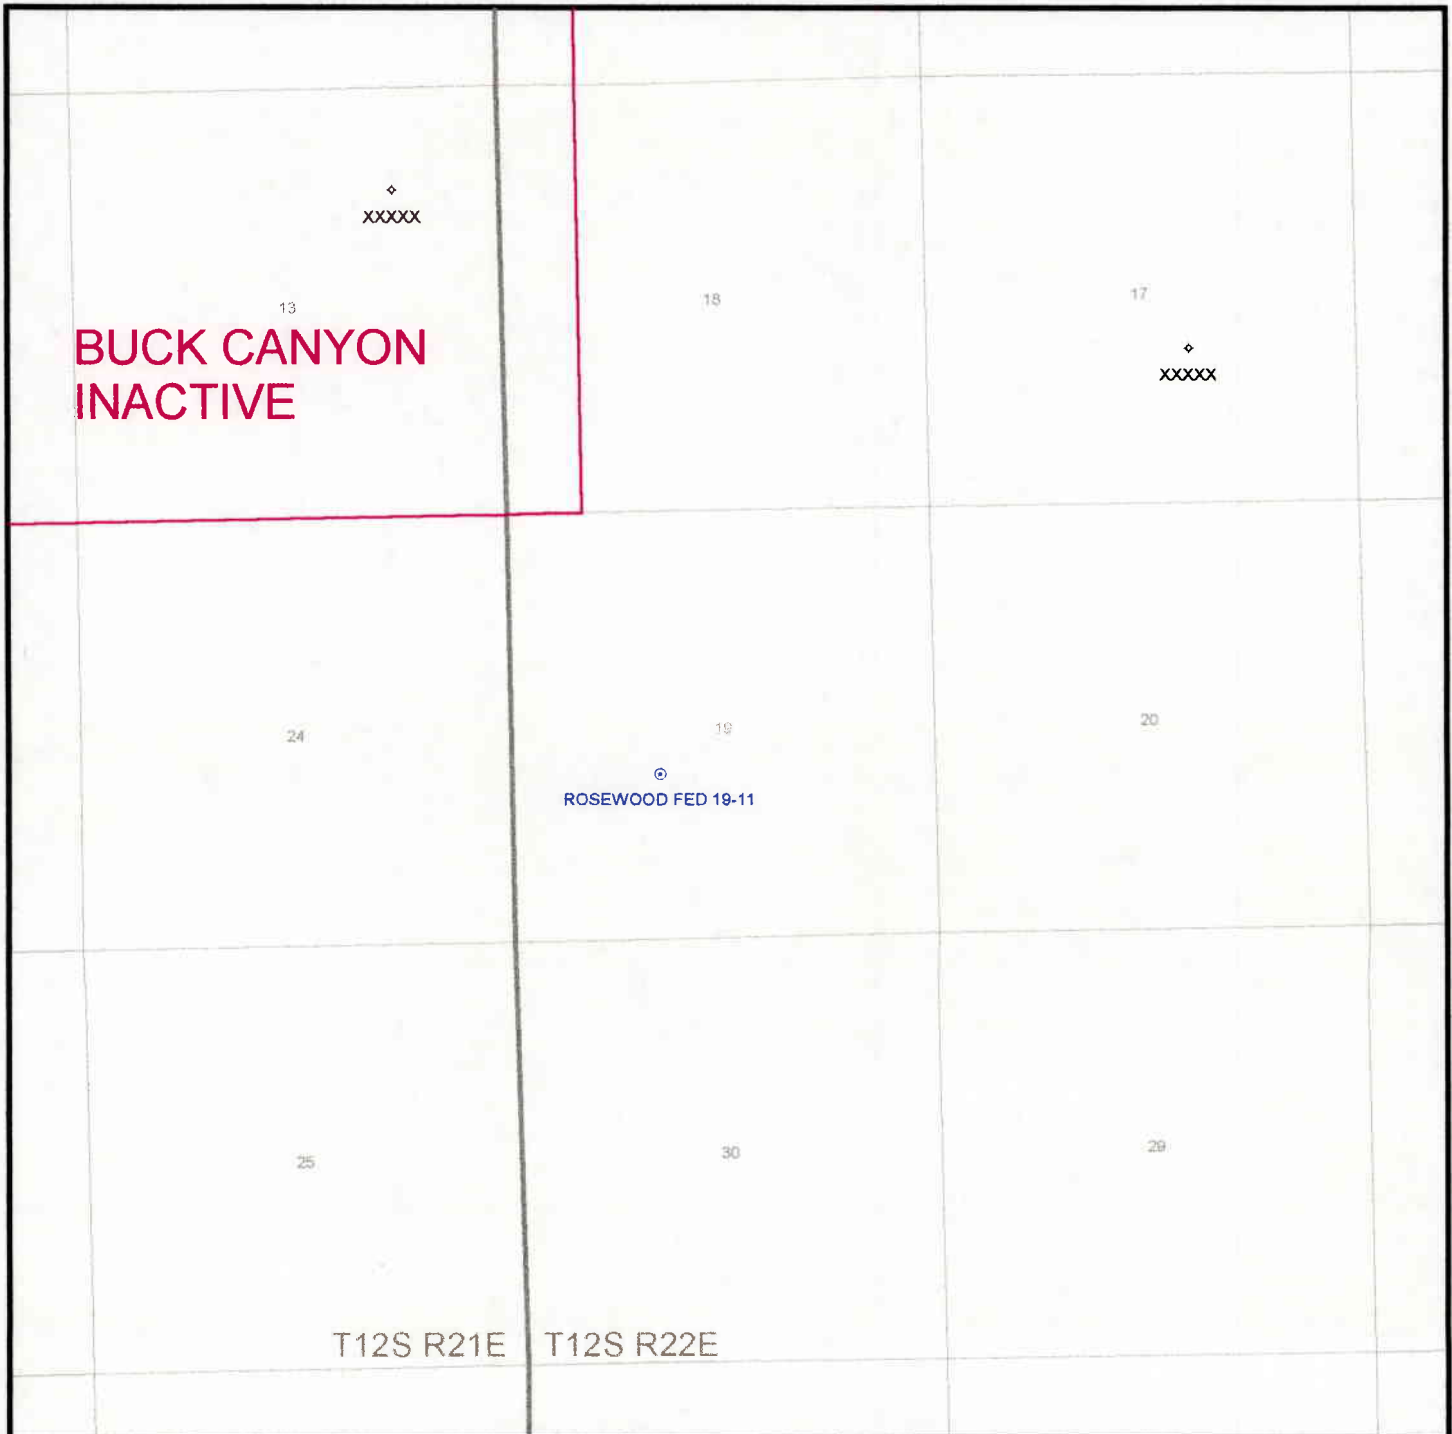 XXXXX
13
18
17
BUCK CANYON
INACTIVE
XXXXX
24
19
20
ROSEWOOD FED 19-11
25
30
29
T12S R21E
T12S R22E